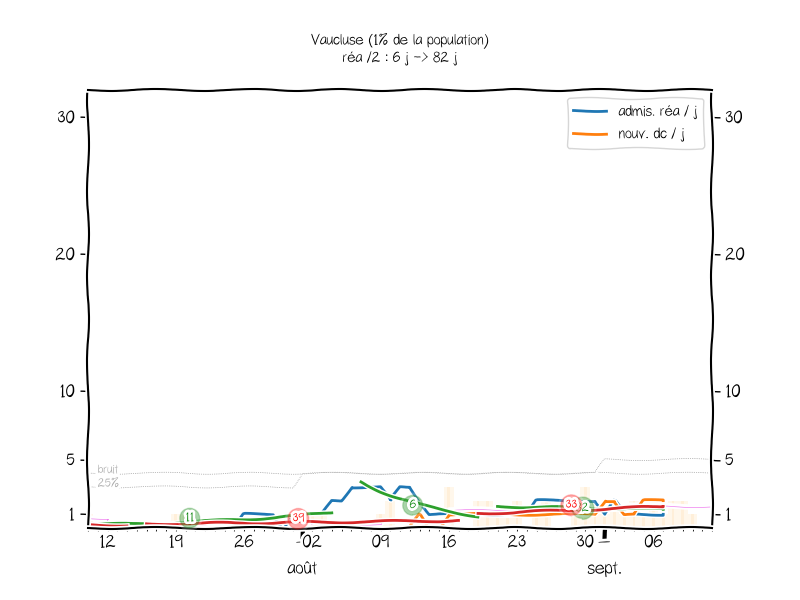 Vaucluse (1% de la population)
réa /2 : 6 j -> 82 j
admis. réa / j
nouv. dc / j
30
30
20
20
10
10
5
5
1
1
bruit
25%
11
39
6
33
12 19 26 02 09 16 23 30 06
août sept.